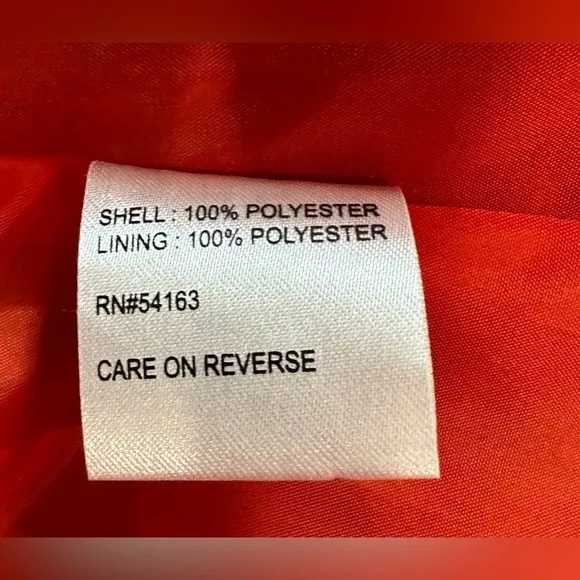 SHELL : 100% POLYESTER
LINING : 100% POLYESTER
RN#54163
CARE ON REVERSE